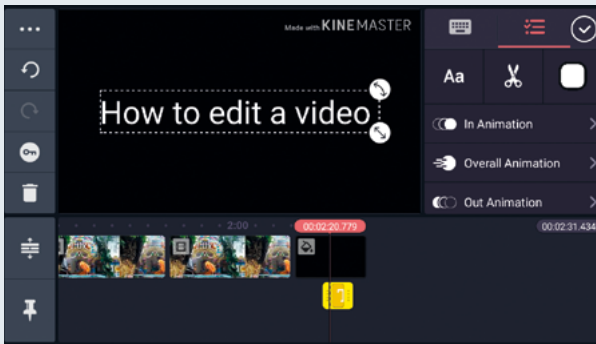 Made with KINEMASTER
How to edit a video
Aa
In Animation
Overall Animation
Out Animation
2:00
00:02:20.779
00:02:31.434